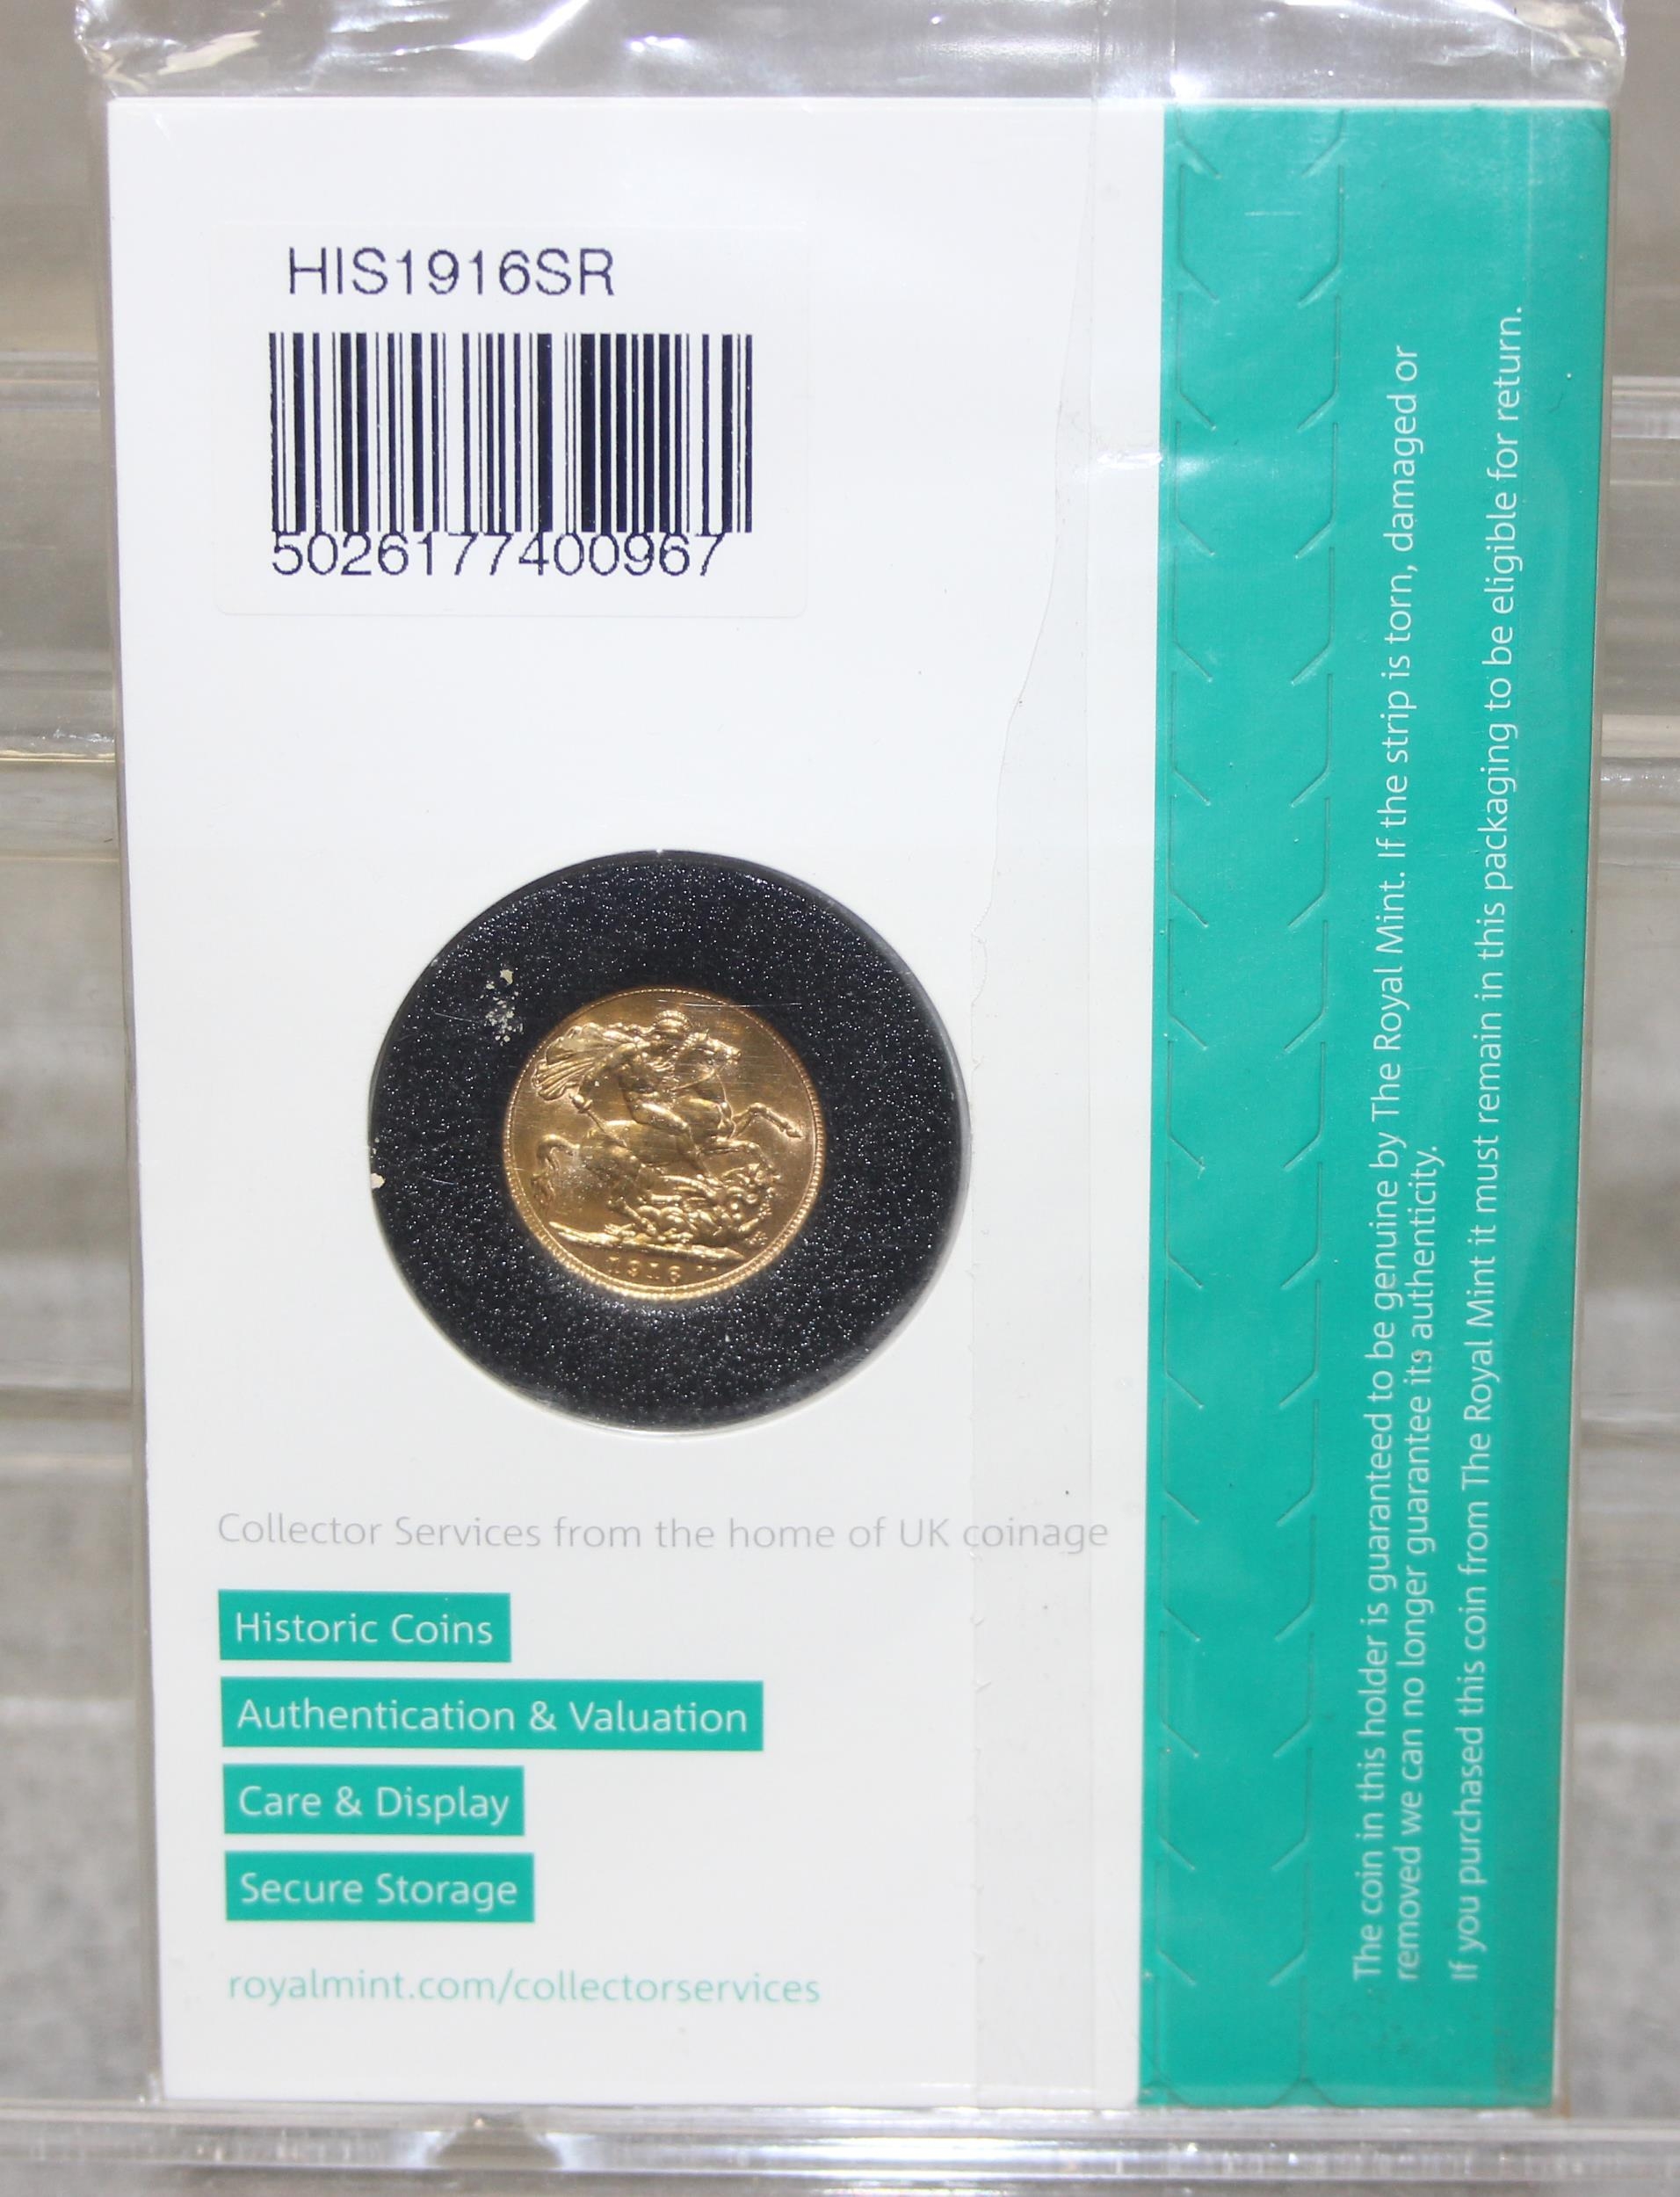 HIS1916SR
5026177400967
1916
Collector Services from the home of UK coinage
Historic Coins
Authentication & Valuation
Care & Display
Secure Storage
royalmint.com/collectorservices
The coin in this holder is guaranteed to be genuine by The Royal Mint. If the strip is torn, damaged or
removed we can no longer guarantee its authenticity.
If you purchased this coin from The Royal Mint it must remain in this packaging to be eligible for return.